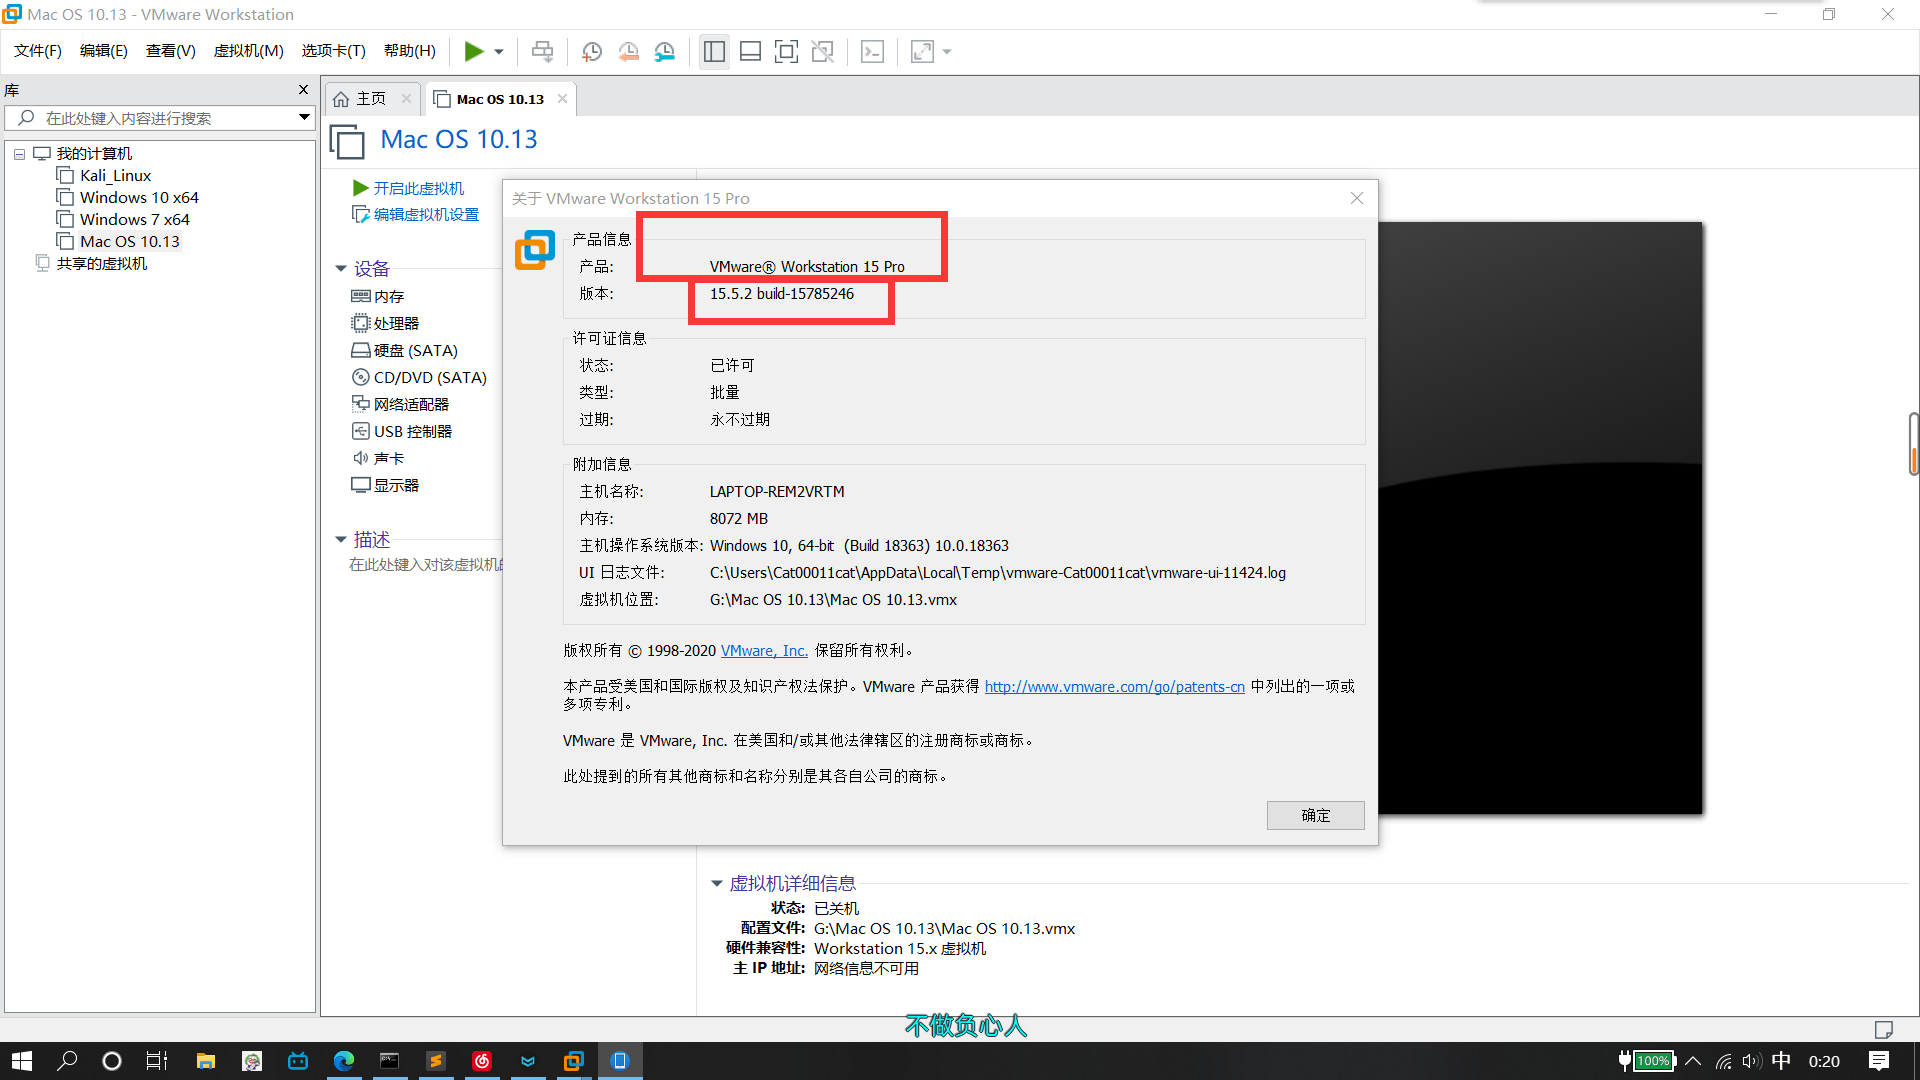 Mac OS 10.13 - VMware Workstation
文件(F) 编辑(E) 查看(V) 虚拟机(M) 选项卡(T) 帮助(H)
库
在此处键入内容进行搜索
我的计算机
Kali_Linux
Windows 10 x64
Windows 7 x64
Mac OS 10.13
共享的虚拟机
主页
Mac OS 10.13
Mac OS 10.13
开启此虚拟机
编辑虚拟机设置
设备
内存
处理器
硬盘 (SATA)
CD/DVD (SATA)
网络适配器
USB 控制器
声卡
显示器
描述
在此处键入对该虚拟机
关于 VMware Workstation 15 Pro
产品信息
产品: VMware® Workstation 15 Pro
版本: 15.5.2 build-15785246
许可证信息
状态: 已许可
类型: 批量
过期: 永不过期
附加信息
主机名称: LAPTOP-REM2VRTM
内存: 8072 MB
主机操作系统版本: Windows 10, 64-bit (Build 18363) 10.0.18363
UI 日志文件: C:\Users\Cat00011cat\AppData\Local\Temp\vmware-Cat00011cat\vmware-ui-11424.log
虚拟机位置: G:\Mac OS 10.13\Mac OS 10.13.vmx
版权所有 © 1998-2020 VMware, Inc. 保留所有权利。
本产品受美国和国际版权及知识产权法保护。VMware 产品获得 http://www.vmware.com/go/patents-cn 中列出的一项或
多项专利。
VMware 是 VMware, Inc. 在美国和/或其他法律辖区的注册商标或商标。
此处提到的所有其他商标和名称分别是其各自公司的商标。
确定
虚拟机详细信息
状态: 已关机
配置文件: G:\Mac OS 10.13\Mac OS 10.13.vmx
硬件兼容性: Workstation 15.x 虚拟机
主 IP 地址: 网络信息不可用
不做负心人
100%
中
0:20